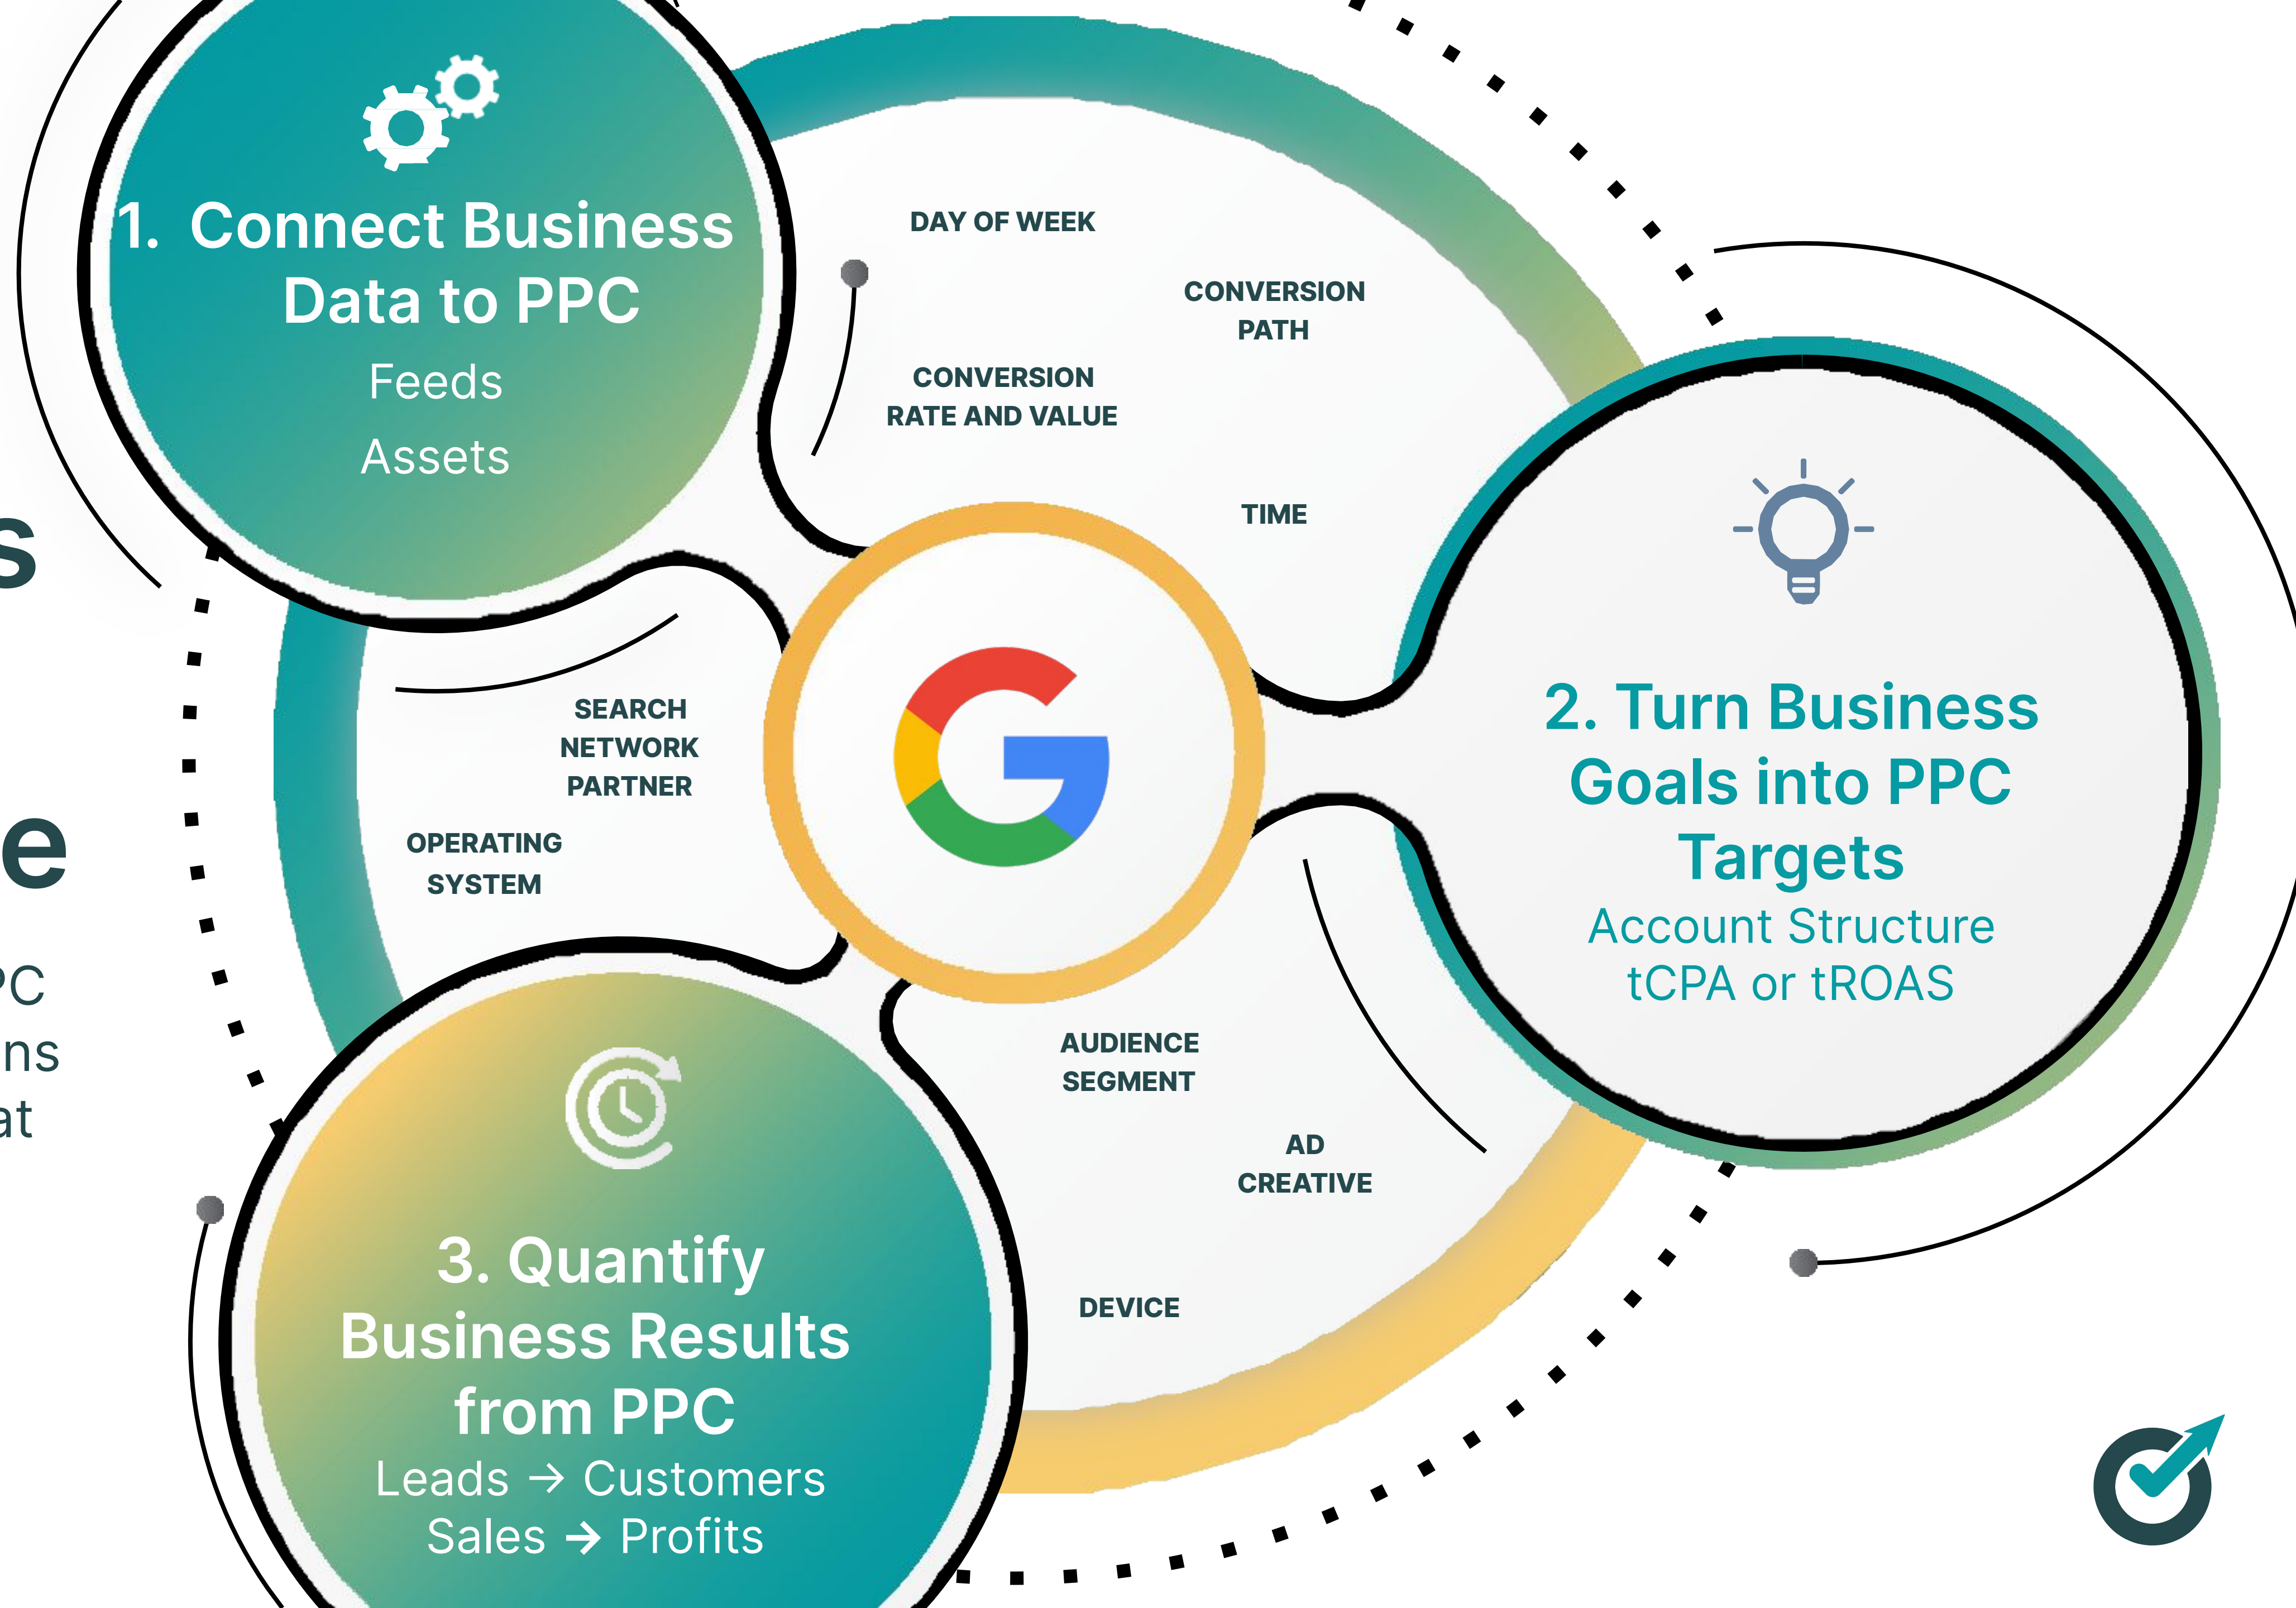 1. Connect Business
Data to PPC
Feeds
Assets
DAY OF WEEK
CONVERSION
PATH
CONVERSION
RATE AND VALUE
TIME
SEARCH
NETWORK
PARTNER
OPERATING
SYSTEM
2. Turn Business
Goals into PPC
Targets
Account Structure
tCPA or tROAS
AUDIENCE
SEGMENT
AD
CREATIVE
DEVICE
3. Quantify
Business Results
from PPC
Leads → Customers
Sales → Profits